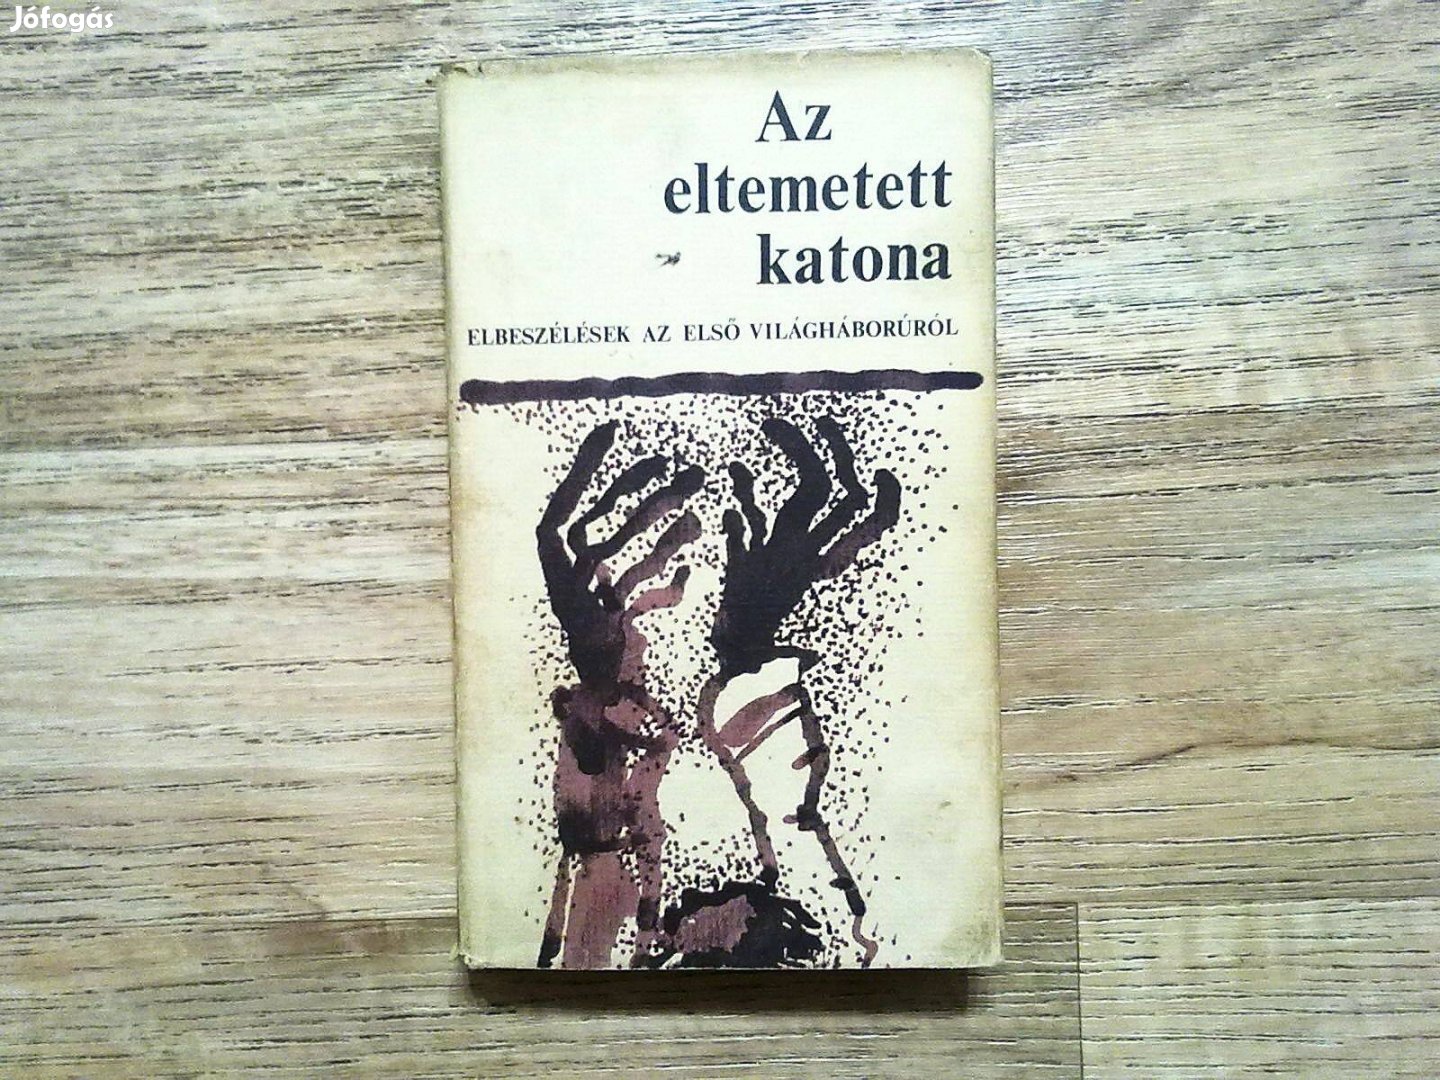 Jófogás
Az
eltemetett
katona
ELBESZÉLÉSEK AZ ELSŐ VILÁGHÁBORÚRÓL